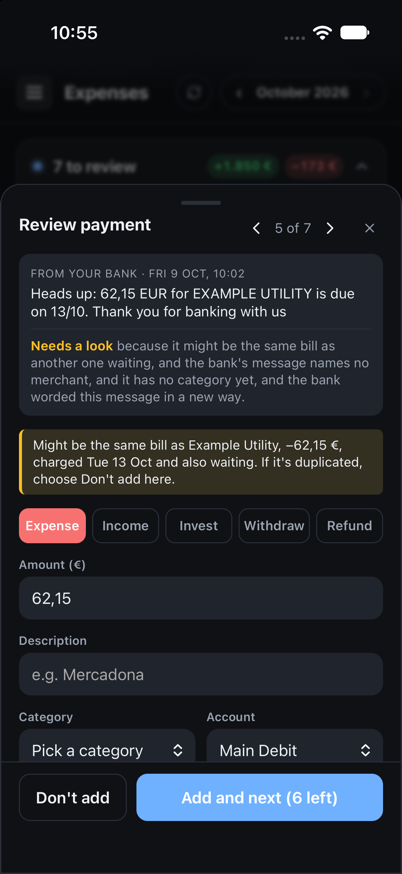 10:55
Expenses
October 2026
7 to review
+1.850 €
−173 €
Review payment
5 of 7
FROM YOUR BANK · FRI 9 OCT, 10:02
Heads up: 62,15 EUR for EXAMPLE UTILITY is due
on 13/10. Thank you for banking with us
Needs a look because it might be the same bill as
another one waiting, and the bank's message names no
merchant, and it has no category yet, and the bank
worded this message in a new way.
Might be the same bill as Example Utility, −62,15 €,
charged Tue 13 Oct and also waiting. If it's duplicated,
choose Don't add here.
Expense
Income
Invest
Withdraw
Refund
Amount (€)
62,15
Description
e.g. Mercadona
Category
Account
Pick a category
Main Debit
Don't add
Add and next (6 left)